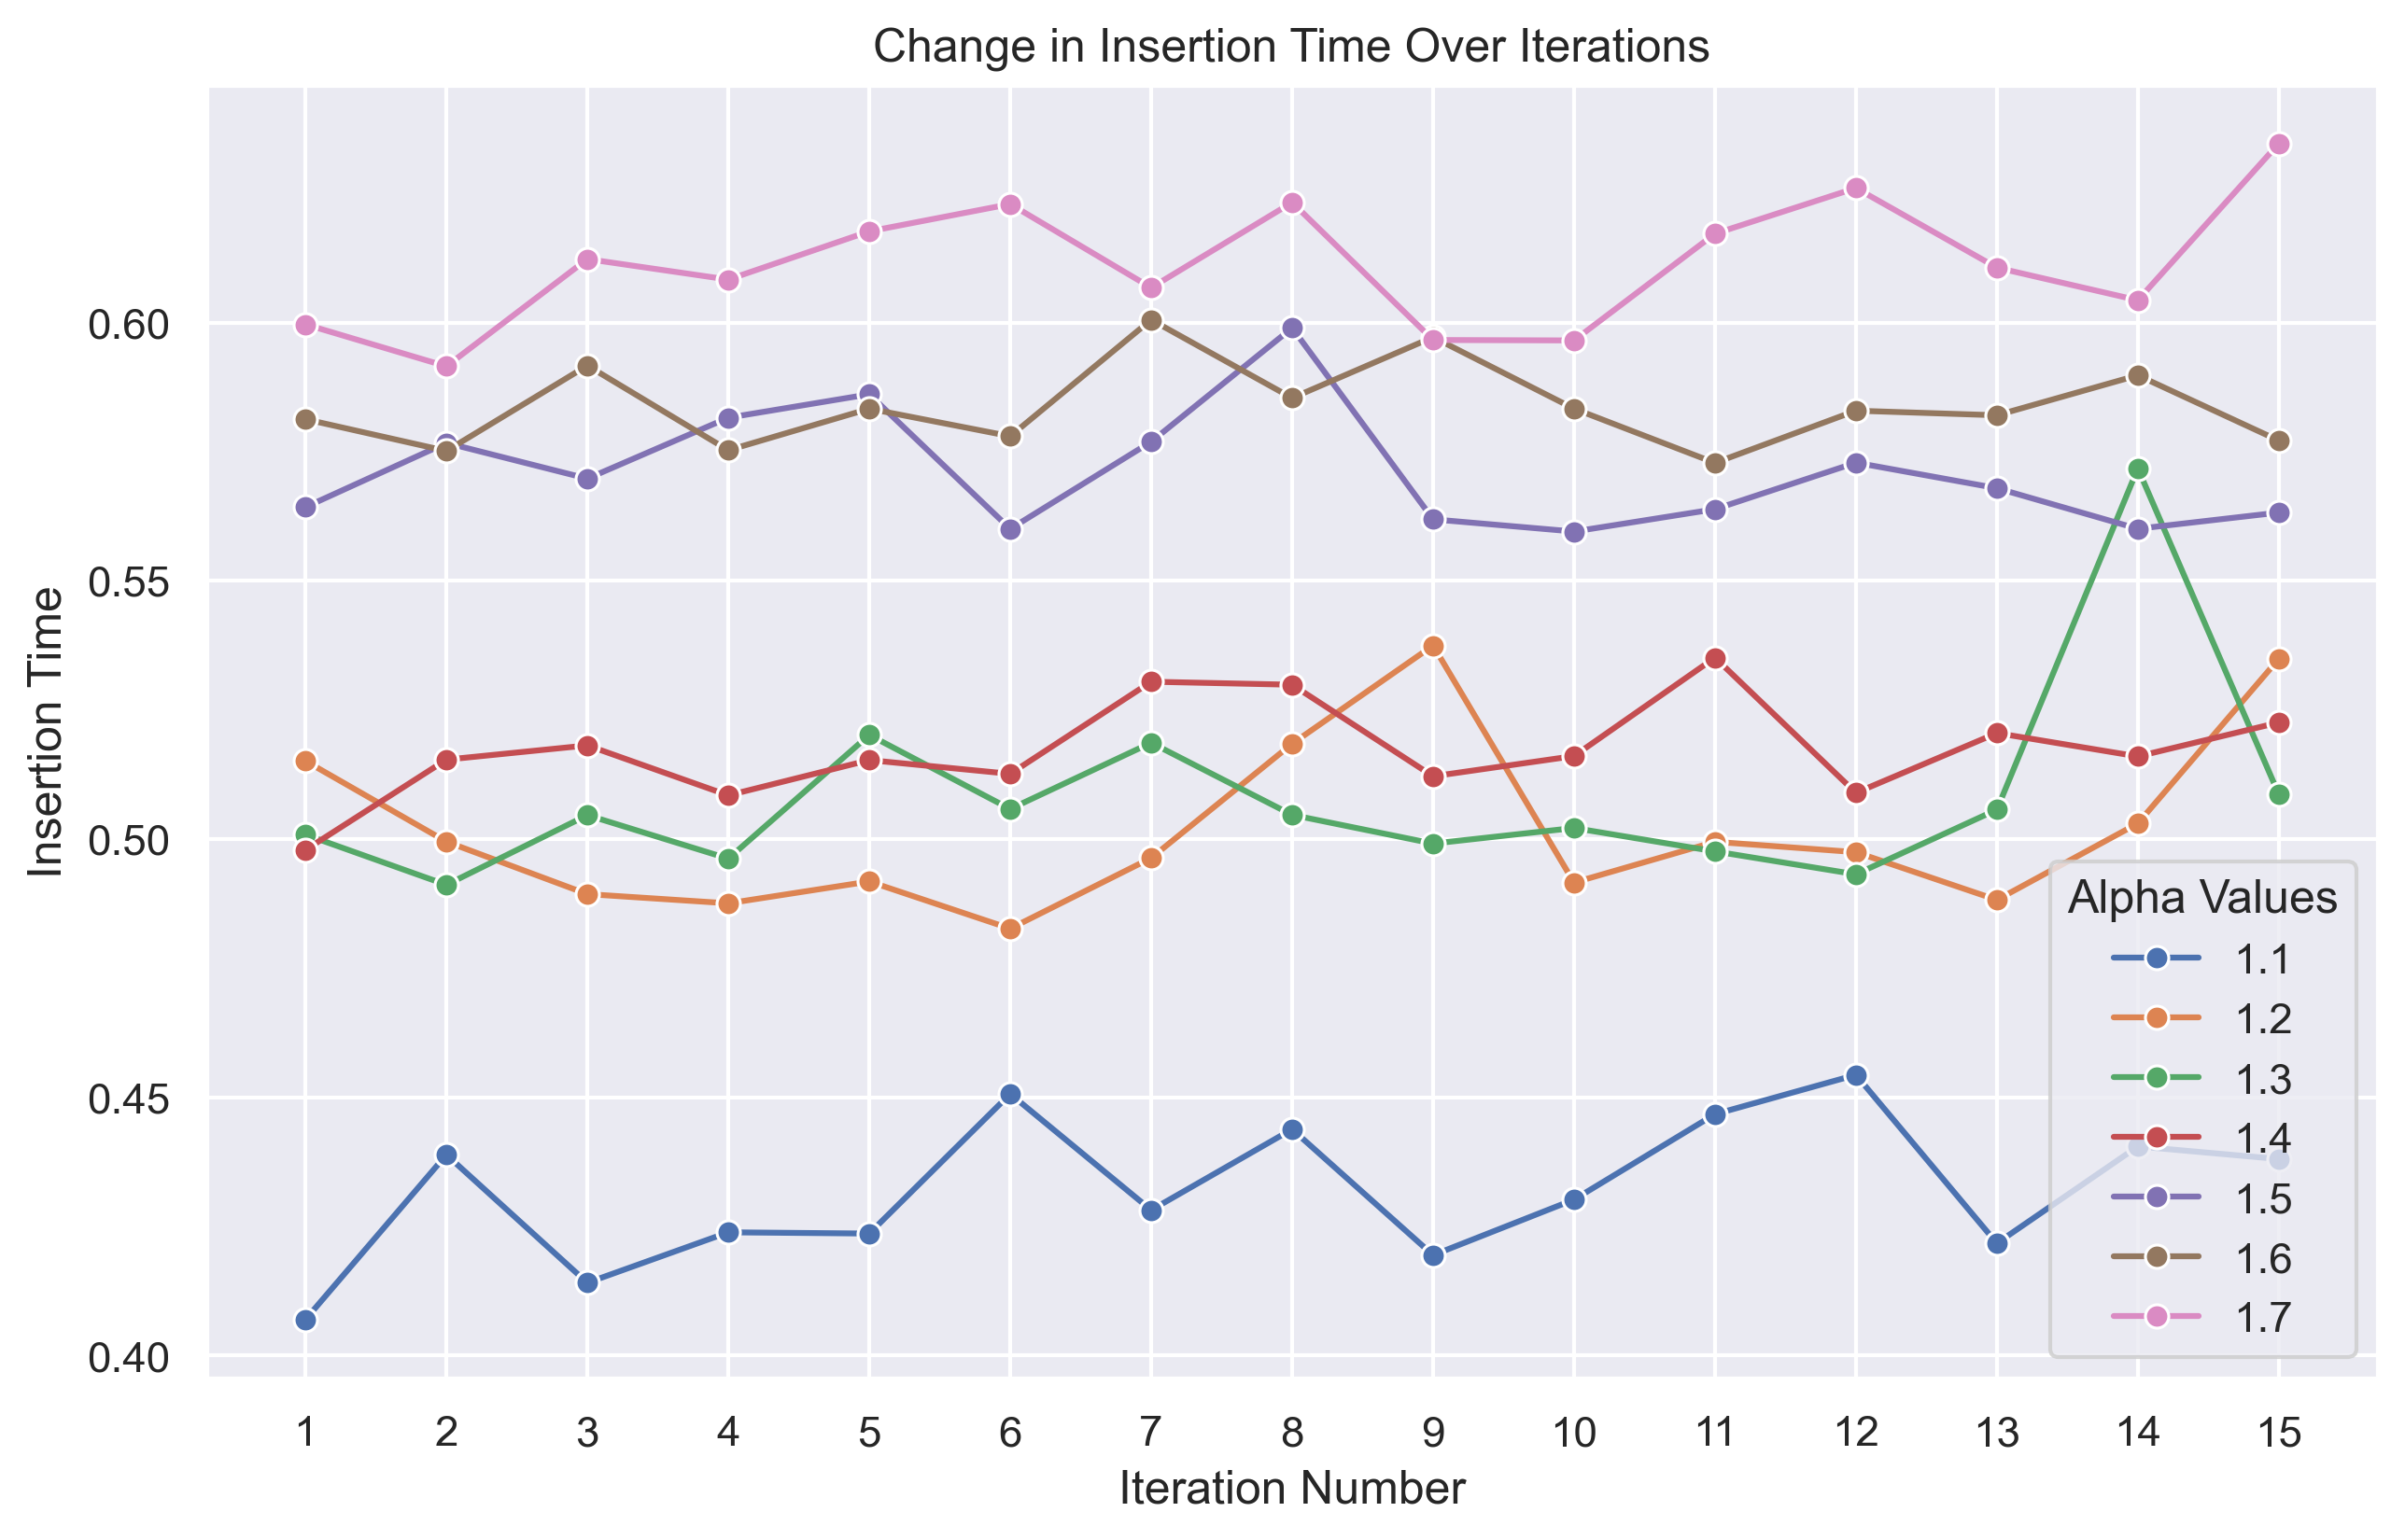 Change in Insertion Time Over Iterations
Insertion Time
0.60
0.55
0.50
0.45
0.40
Alpha Values
1.1
1.2
1.3
1.4
1.5
1.6
1.7
1 2 3 4 5 6 7 8 9 10 11 12 13 14 15
Iteration Number